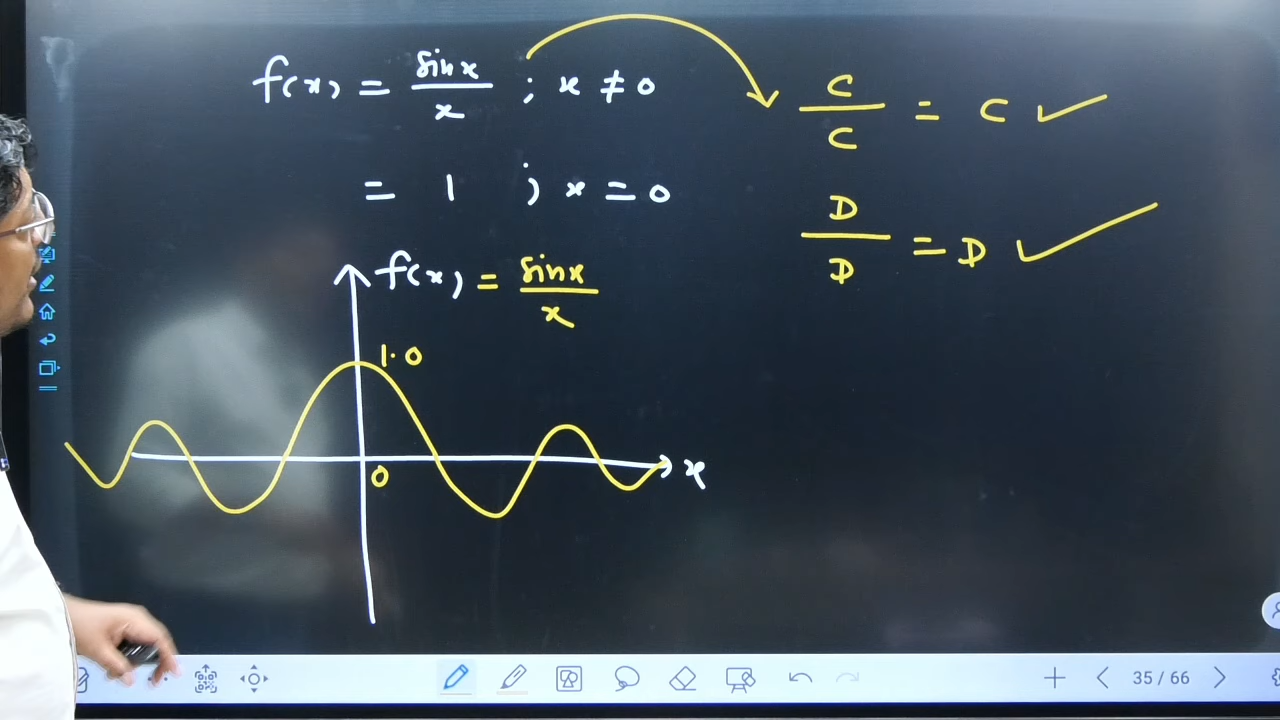 f(x) = sinx / x ; x ≠ 0
= 1 ; x = 0
C / C = C ✓
D / D = D ✓
f(x) = sinx / x
1.0
0
x
35 / 66